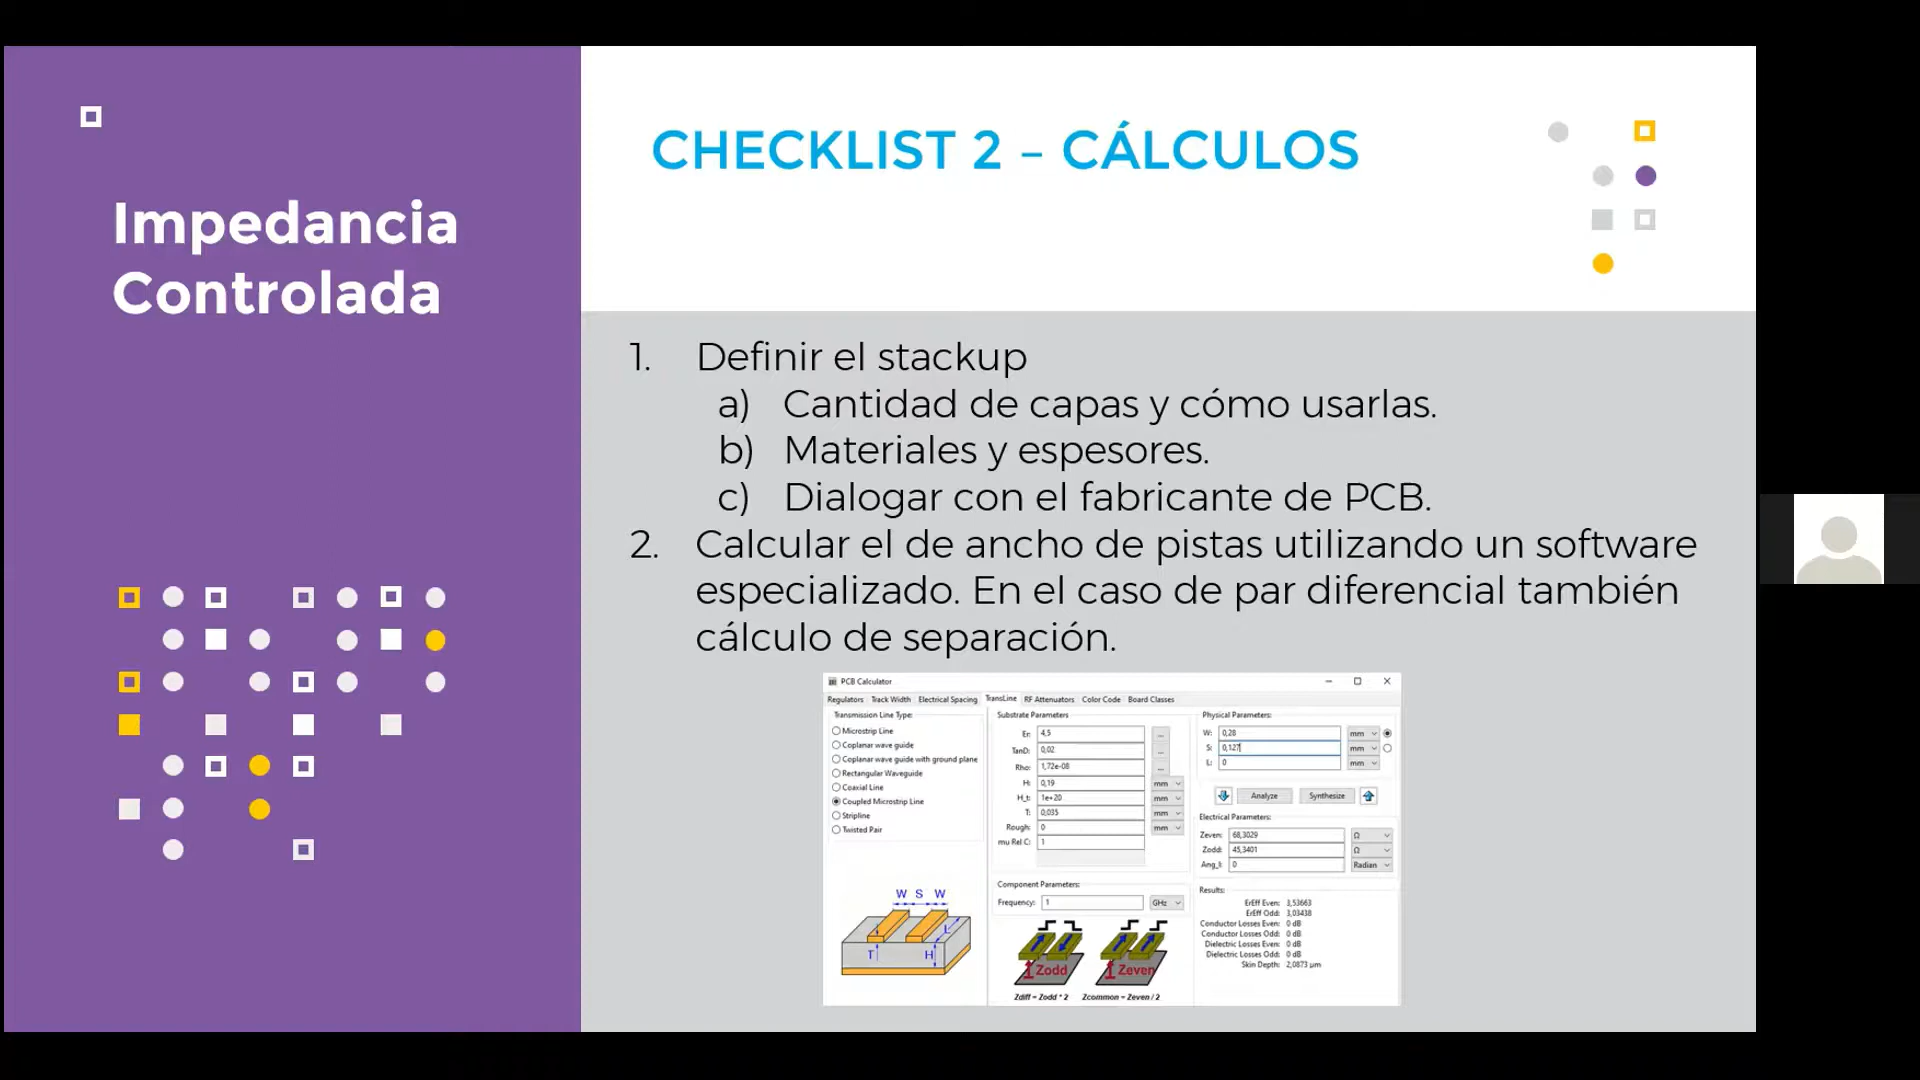 Impedancia
Controlada
CHECKLIST 2 – CÁLCULOS
1. Definir el stackup
a) Cantidad de capas y cómo usarlas.
b) Materiales y espesores.
c) Dialogar con el fabricante de PCB.
2. Calcular el de ancho de pistas utilizando un software
especializado. En el caso de par diferencial también
cálculo de separación.
PCB Calculator
Regulators Track Width Electrical Spacing TransLine RF Attenuators Color Code Board Classes
Transmission Line Type:
Microstrip Line
Coplanar wave guide
Coplanar wave guide with ground plane
Rectangular Waveguide
Coaxial Line
Coupled Microstrip Line
Stripline
Twisted Pair
W S W
L
T H
Substrate Parameters
Er: 4,5 ...
TanD: 0,02 ...
Rho: 1,72e-08 ...
H: 0,19 mm
H_t: 1e+20 mm
T: 0,035 mm
Rough: 0 mm
mu Rel C: 1
Component Parameters:
Frequency: 1 GHz
Zodd Zeven
Zdiff = Zodd * 2 Zcommon = Zeven / 2
Physical Parameters:
W: 0,28 mm
S: 0,127 mm
L: 0 mm
Analyze Synthesize
Electrical Parameters:
Zeven: 68,3029 Ω
Zodd: 45,3401 Ω
Ang_l: 0 Radian
Results:
ErEff Even: 3,53663
ErEff Odd: 3,03438
Conductor Losses Even: 0 dB
Conductor Losses Odd: 0 dB
Dielectric Losses Even: 0 dB
Dielectric Losses Odd: 0 dB
Skin Depth: 2,0873 µm